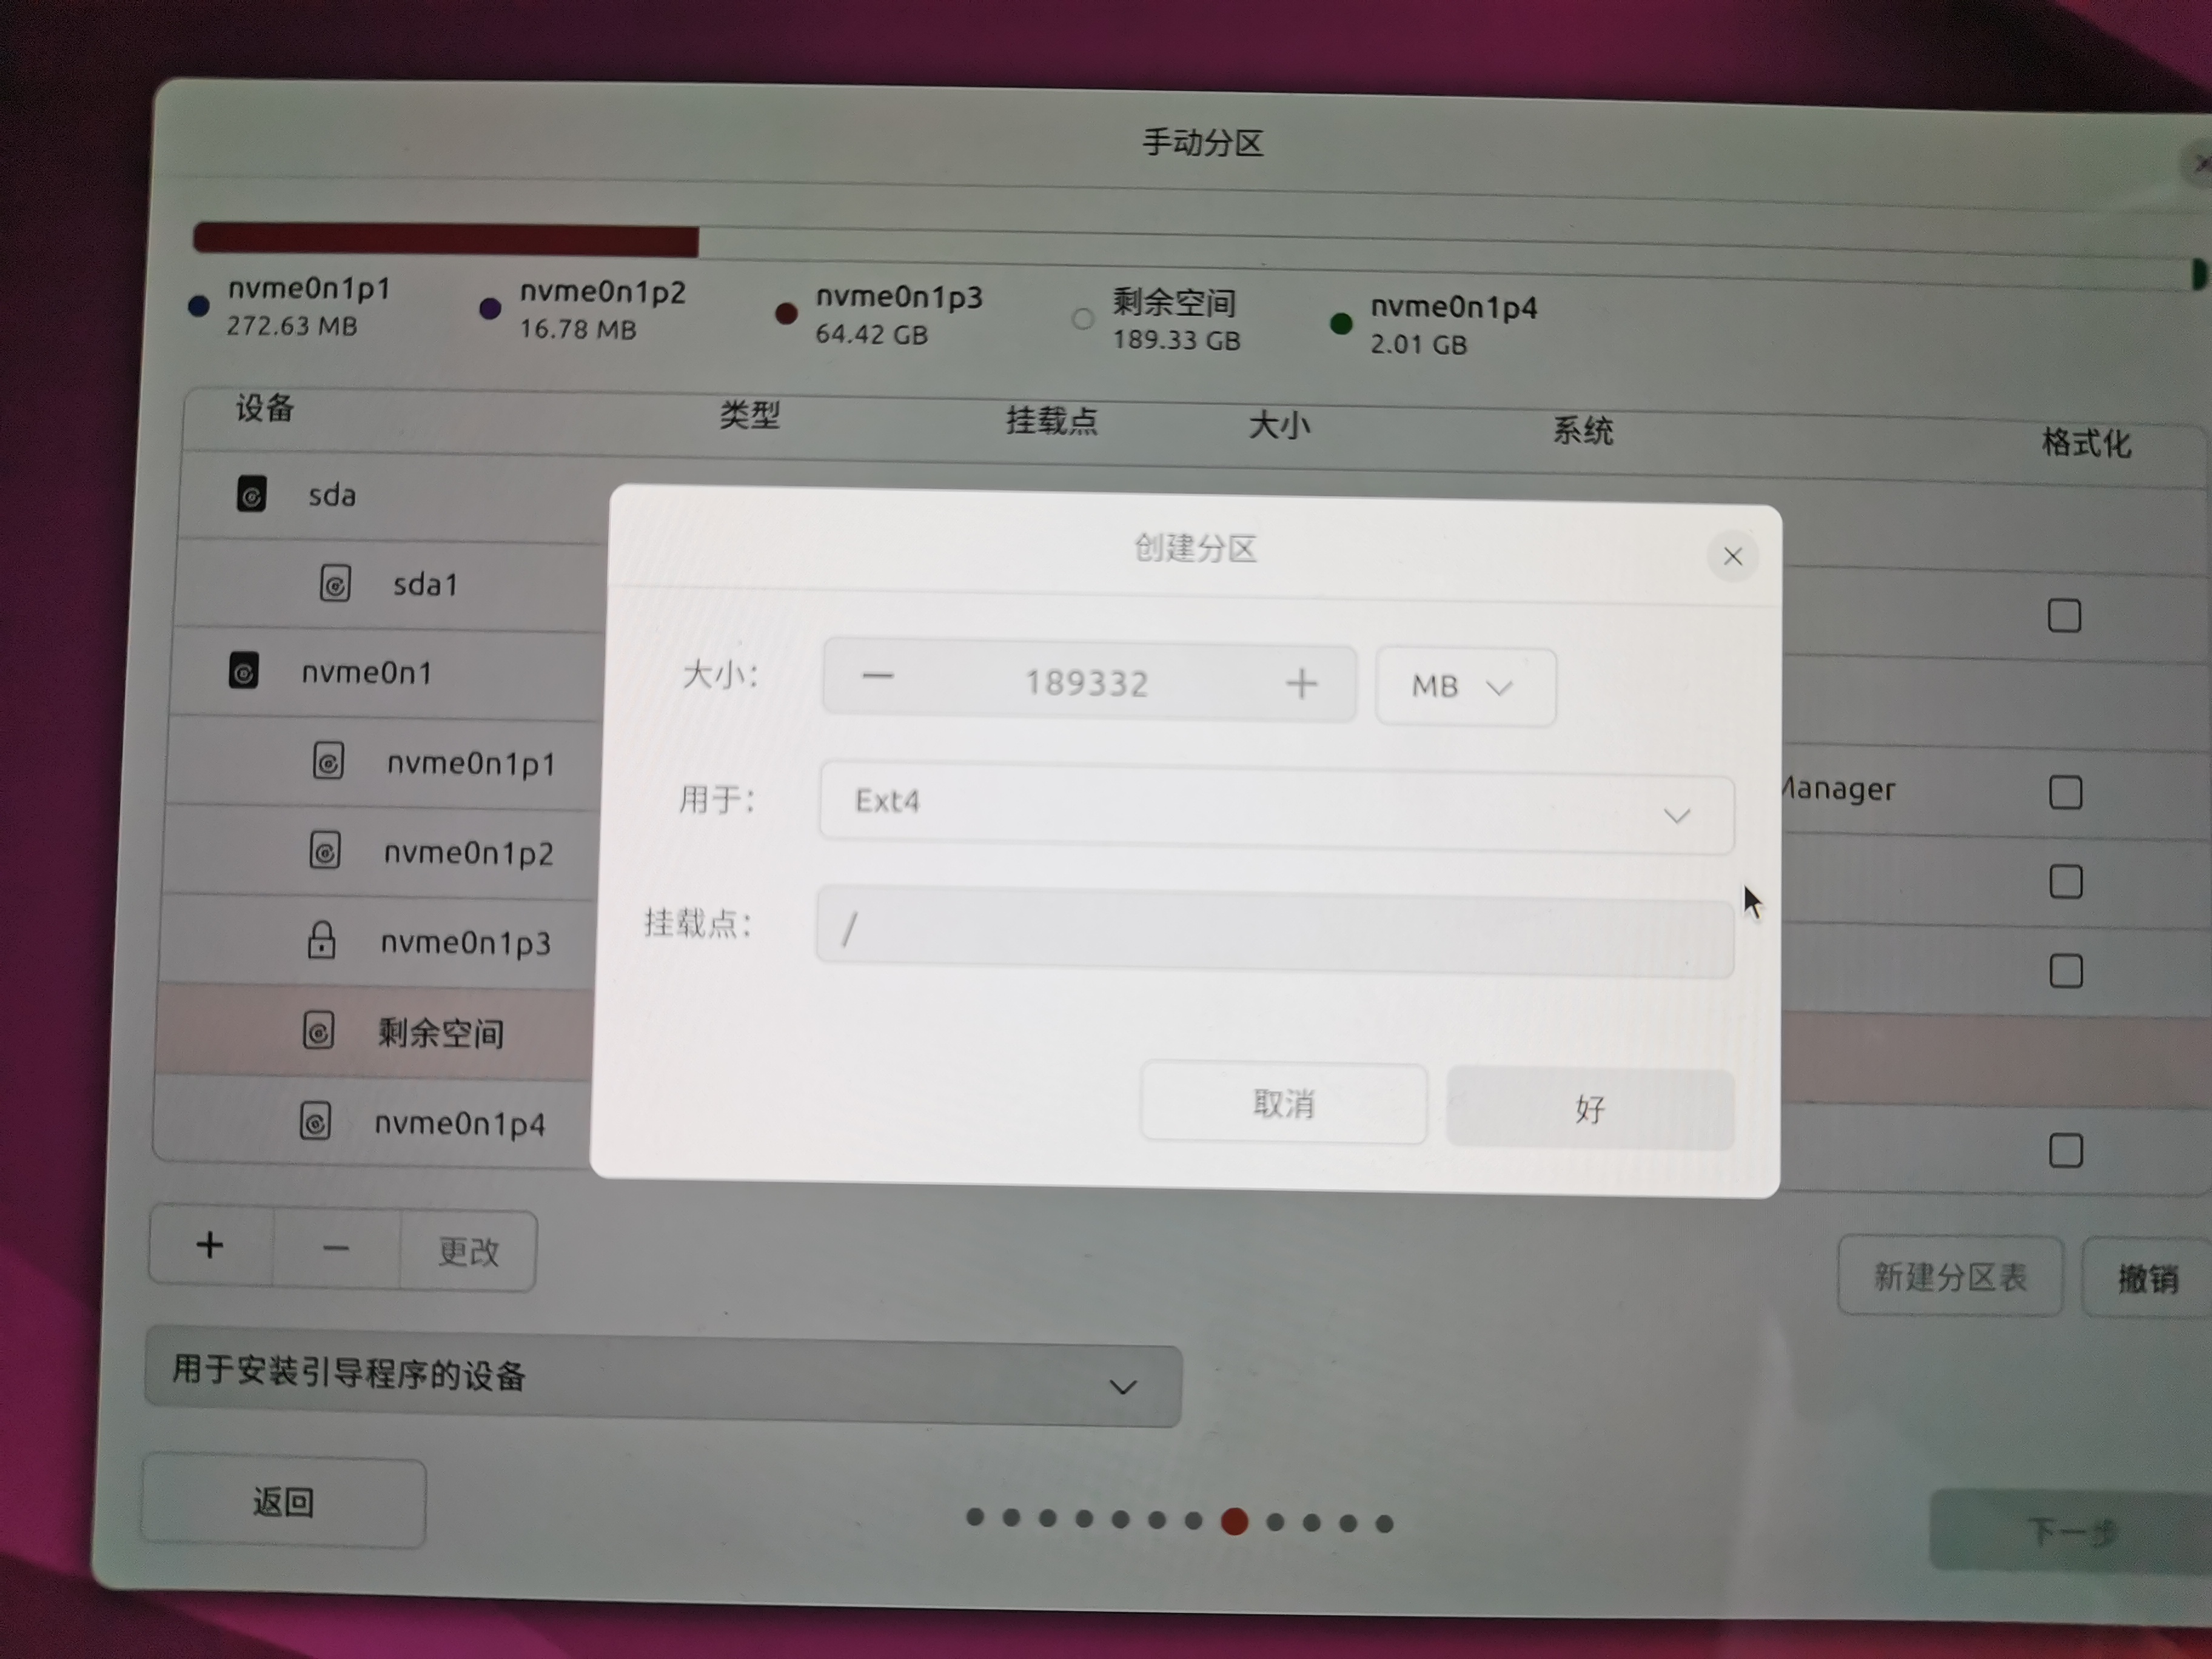 手动分区
nvme0n1p1
272.63 MB
nvme0n1p2
16.78 MB
nvme0n1p3
64.42 GB
剩余空间
189.33 GB
nvme0n1p4
2.01 GB
设备 类型 挂载点 大小 系统 格式化
sda
sda1
nvme0n1
nvme0n1p1 Manager
nvme0n1p2
nvme0n1p3
剩余空间
nvme0n1p4
创建分区
大小: − 189332 + MB
用于: Ext4
挂载点: /
取消 好
+ − 更改 新建分区表 撤销
用于安装引导程序的设备
返回 下一步